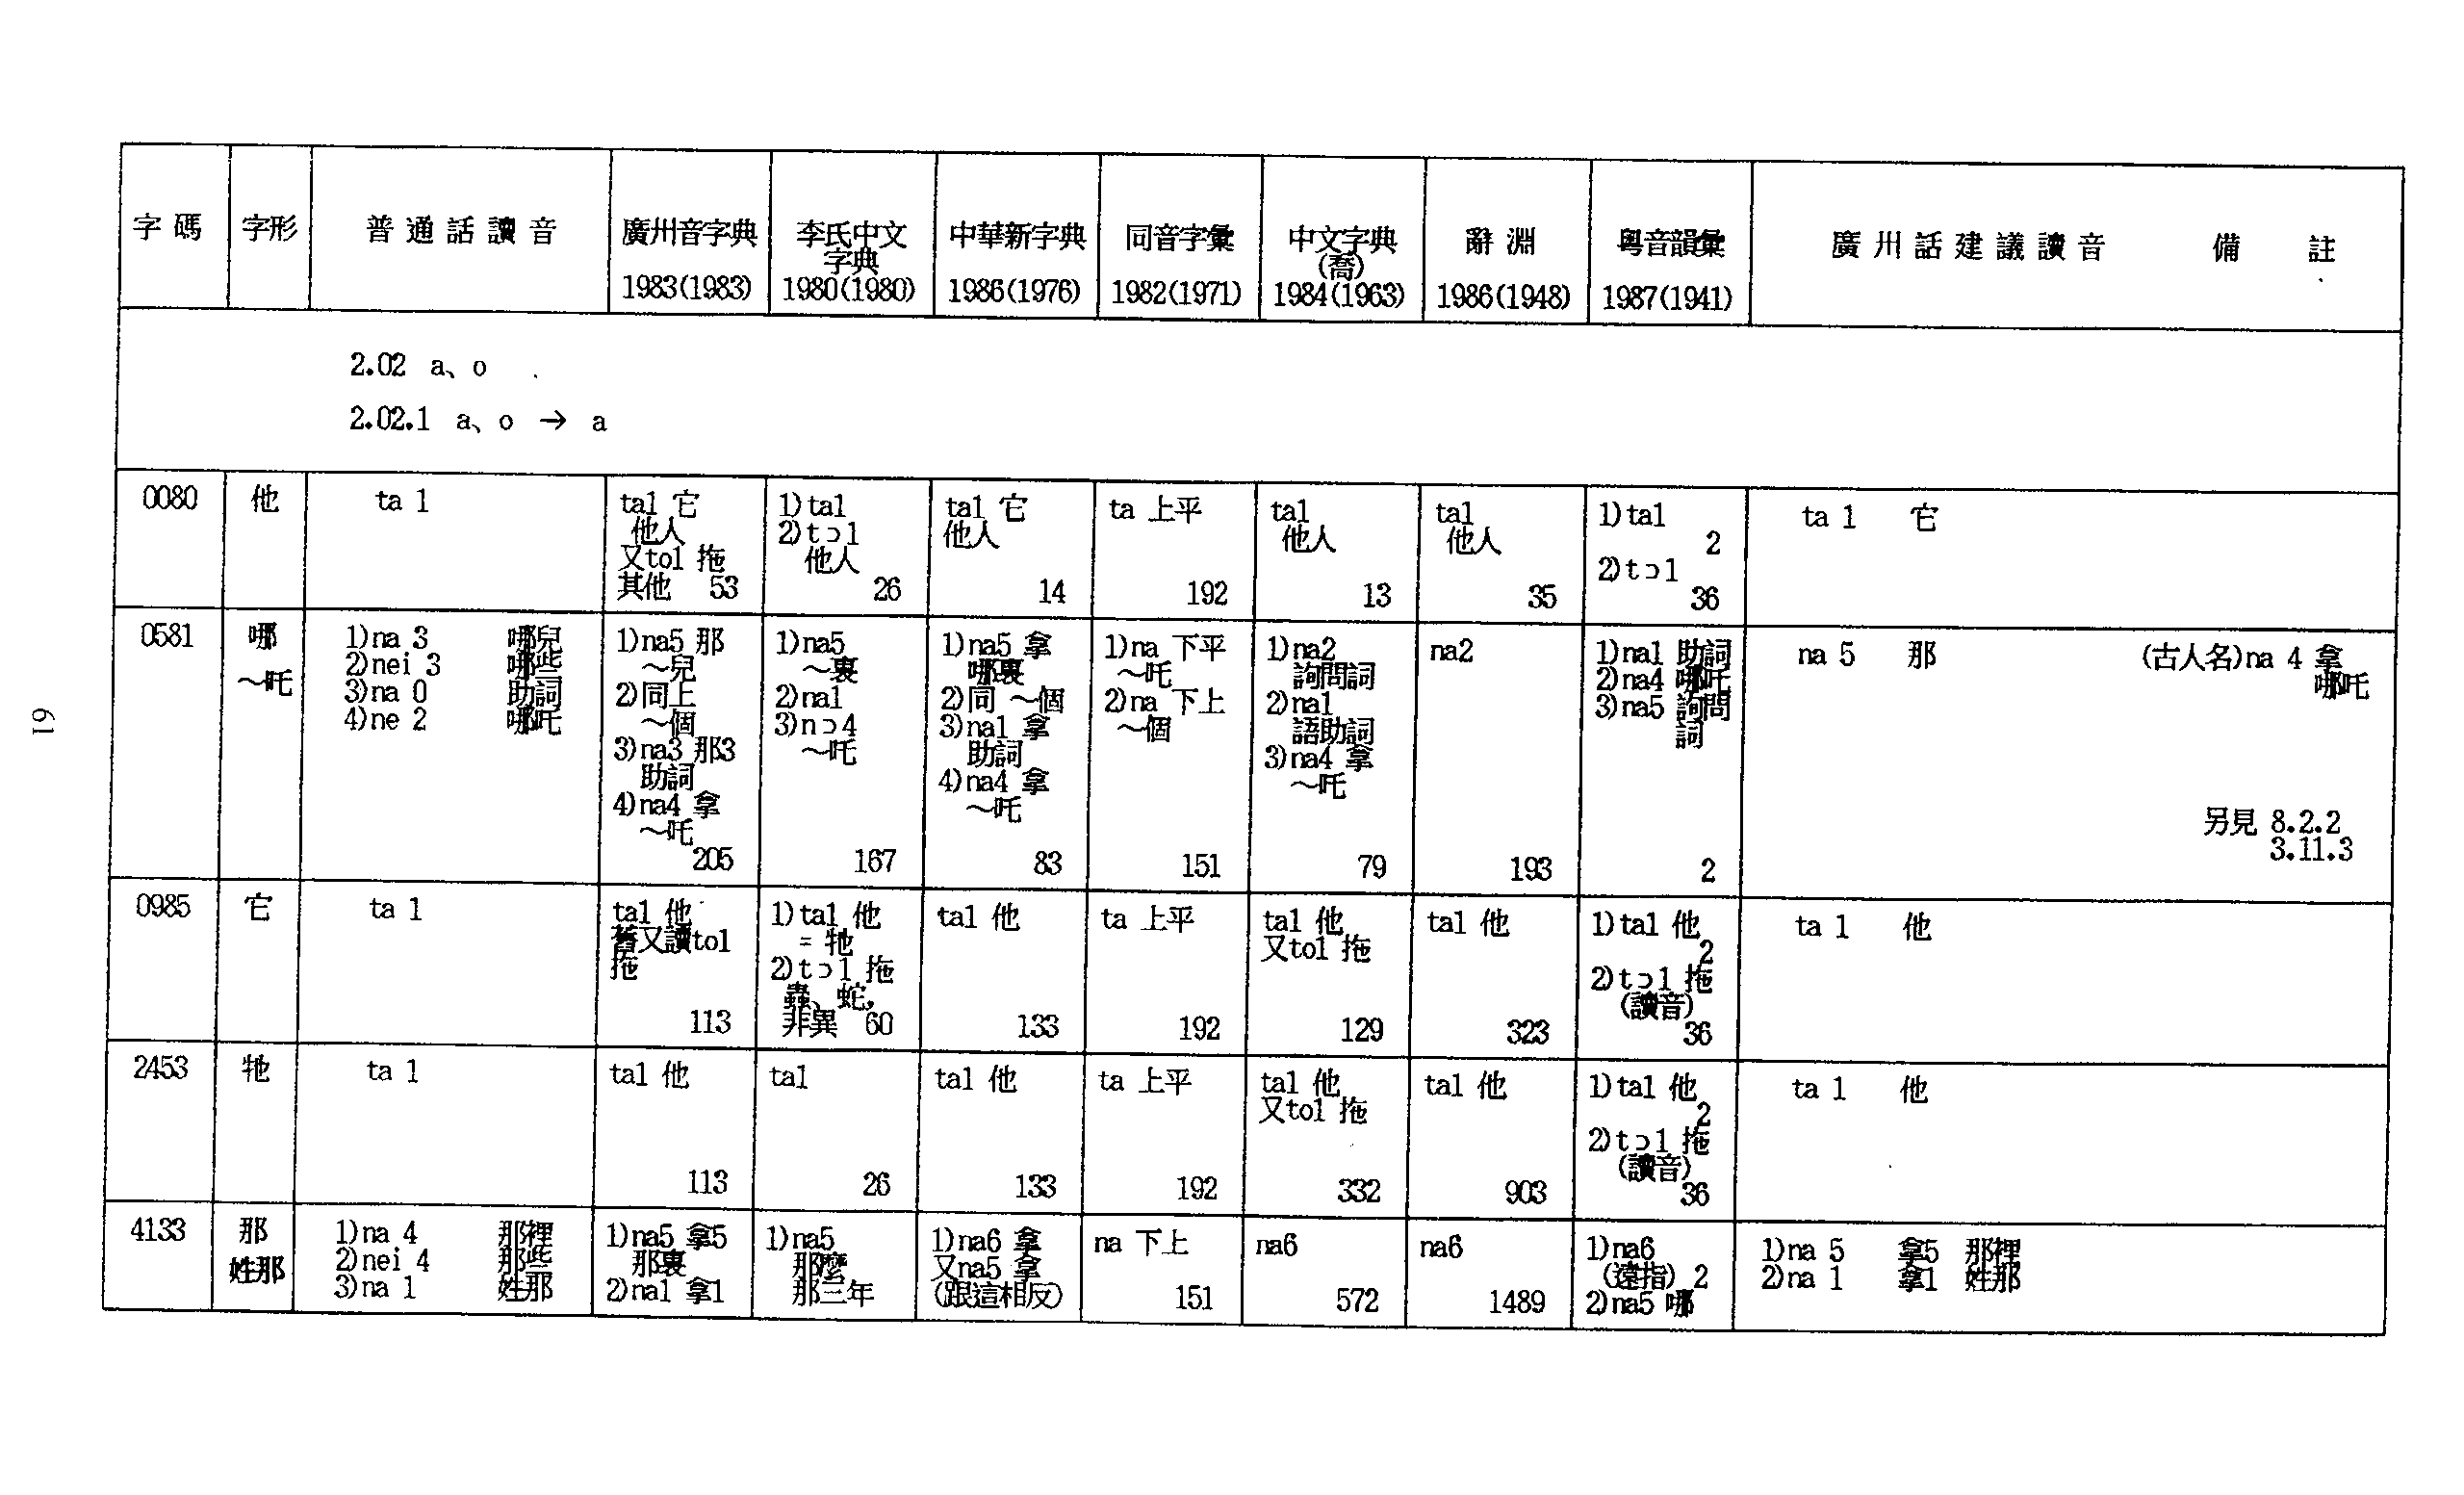 字碼 字形 普通話讀音 廣州音字典 1983(1983) 李氏中文字典 1980(1980) 中華新字典 1986(1976) 同音字彙 1982(1971) 中文字典(喬) 1984(1963) 辭淵 1986(1948) 粵音韻彙 1987(1941) 廣州話建議讀音 備註
2.02 a、o
2.02.1 a、o → a
0080
他
ta 1
ta1 它
他人
又to1 拖
其他 53
1)ta1
2)tɔ1
他人
26
ta1 它
他人
14
ta 上平
192
ta1
他人
13
ta1
他人
35
1)ta1
2
2)tɔ1
36
ta 1 它
0581
哪
～吒
1)na 3 哪兒
2)nei 3 哪些
3)na 0 助詞
4)ne 2 哪吒
1)na5 那
～兒
2)同上
～個
3)na3 那3
助詞
4)na4 拿
～吒
205
1)na5
～裏
2)na1
3)nɔ4
～吒
167
1)na5 拿
哪裏
2)同 ～個
3)na1 拿
助詞
4)na4 拿
～吒
83
1)na 下平
～吒
2)na 下上
～個
151
1)na2
詢問詞
2)na1
語助詞
3)na4 拿
～吒
79
na2
193
1)na1 助詞
2)na4 哪吒
3)na5 詢問
詞
2
na 5 那 (古人名)na 4 拿
哪吒
另見 8.2.2
3.11.3
0985
它
ta 1
ta1 他
舊又讀to1
拖
113
1)ta1 他
= 牠
2)tɔ1 拖
蟲、蛇,
非異 60
ta1 他
133
ta 上平
192
ta1 他
又to1 拖
129
ta1 他
323
1)ta1 他
2
2)tɔ1 拖
(讀音)
36
ta 1 他
2453
牠
ta 1
ta1 他
113
ta1
26
ta1 他
133
ta 上平
192
ta1 他
又to1 拖
332
ta1 他
903
1)ta1 他
2
2)tɔ1 拖
(讀音)
36
ta 1 他
4133
那
姓那
1)na 4 那裡
2)nei 4 那些
3)na 1 姓那
1)na5 拿5
那裏
2)na1 拿1
1)na5
那麼
那三年
1)na6 拿
又na5 拿
(跟這相反)
na 下上
151
na6
572
na6
1489
1)na6
(遠指) 2
2)na5 哪
1)na 5 拿5 那裡
2)na 1 拿1 姓那
61